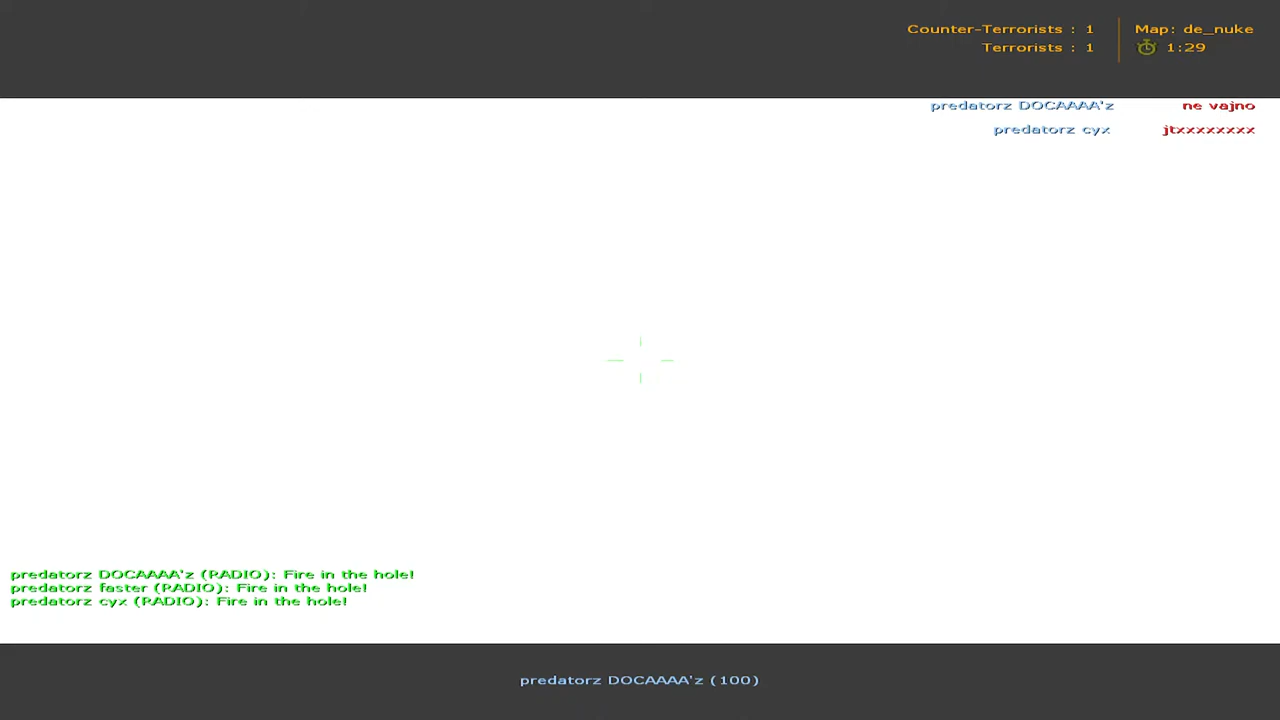 Counter-Terrorists : 1
Terrorists : 1
Map: de_nuke
1:29
predatorz DOCAAAA'z ne vajno
predatorz cyx jtxxxxxxxx
predatorz DOCAAAA'z (RADIO): Fire in the hole!
predatorz faster (RADIO): Fire in the hole!
predatorz cyx (RADIO): Fire in the hole!
predatorz DOCAAAA'z (100)